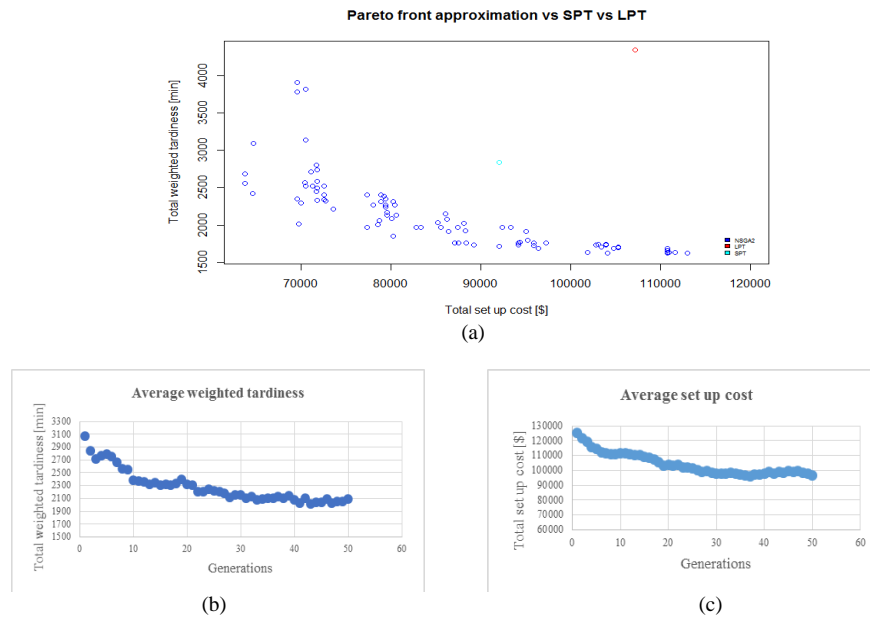 Pareto front approximation vs SPT vs LPT
Total weighted tardiness [min]
4000
3500
3000
2500
2000
1500
NSGA2
LPT
SPT
70000 80000 90000 100000 110000 120000
Total set up cost [$]
(a)
Average weighted tardiness
Total weighted tardiness [min]
3300
3100
2900
2700
2500
2300
2100
1900
1700
1500
0 10 20 30 40 50 60
Generations
(b)
Average set up cost
Total set up cost [$]
130000
120000
110000
100000
90000
80000
70000
60000
0 10 20 30 40 50 60
Generations
(c)